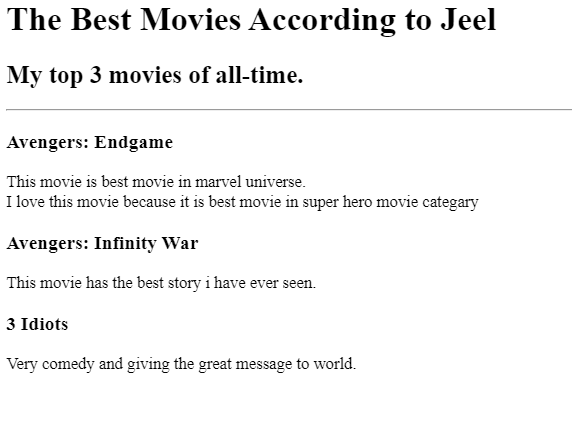 The Best Movies According to Jeel
My top 3 movies of all-time.
Avengers: Endgame
This movie is best movie in marvel universe.
I love this movie because it is best movie in super hero movie categary
Avengers: Infinity War
This movie has the best story i have ever seen.
3 Idiots
Very comedy and giving the great message to world.